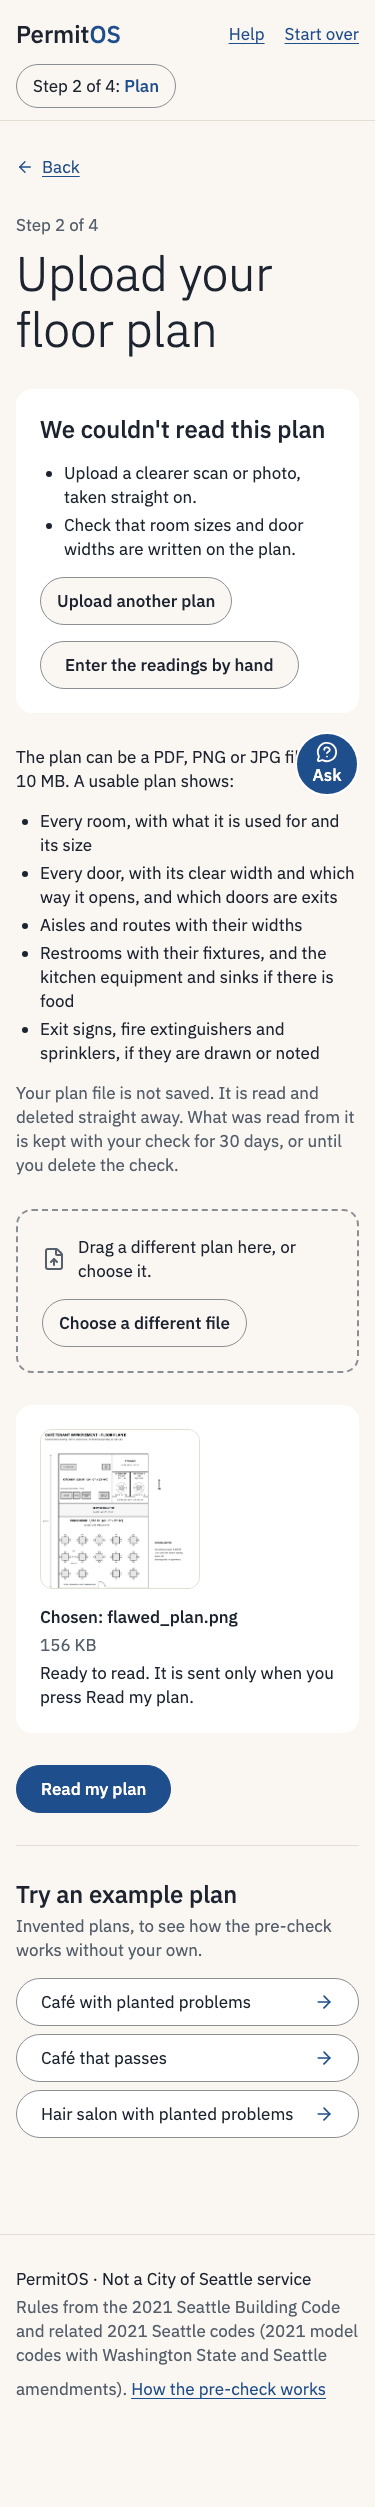 PermitOS
Help
Start over
Step 2 of 4: Plan
Back
Step 2 of 4
Upload your
floor plan
We couldn't read this plan
Upload a clearer scan or photo,
taken straight on.
Check that room sizes and door
widths are written on the plan.
Upload another plan
Enter the readings by hand
The plan can be a PDF, PNG or JPG
10 MB. A usable plan shows:
Ask
Every room, with what it is used for and
its size
Every door, with its clear width and which
way it opens, and which doors are exits
Aisles and routes with their widths
Restrooms with their fixtures, and the
kitchen equipment and sinks if there is
food
Exit signs, fire extinguishers and
sprinklers, if they are drawn or noted
Your plan file is not saved. It is read and
deleted straight away. What was read from it
is kept with your check for 30 days, or until
you delete the check.
Drag a different plan here, or
choose it.
Choose a different file
CAFE TENANT IMPROVEMENT - FLOOR PLAN
Chosen: flawed_plan.png
156 KB
Ready to read. It is sent only when you
press Read my plan.
Read my plan
Try an example plan
Invented plans, to see how the pre-check
works without your own.
Café with planted problems
Café that passes
Hair salon with planted problems
PermitOS · Not a City of Seattle service
Rules from the 2021 Seattle Building Code
and related 2021 Seattle codes (2021 model
codes with Washington State and Seattle
amendments). How the pre-check works